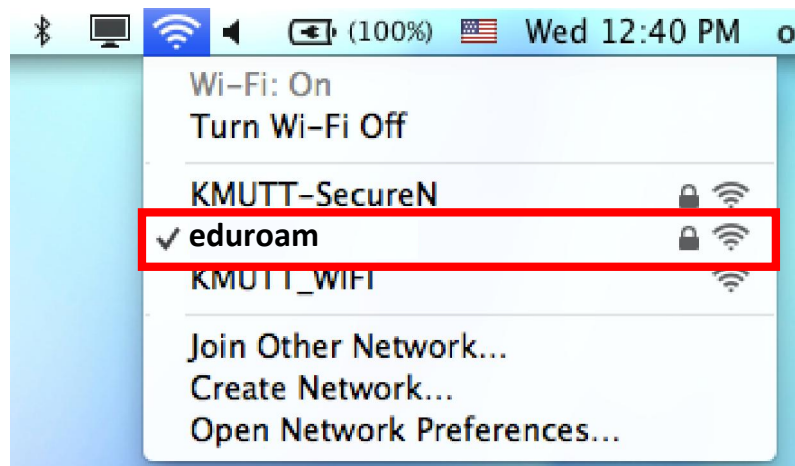 (100%) Wed 12:40 PM
Wi-Fi: On
Turn Wi-Fi Off
KMUTT-SecureN
eduroam
KMUTT_WIFI
Join Other Network...
Create Network...
Open Network Preferences...